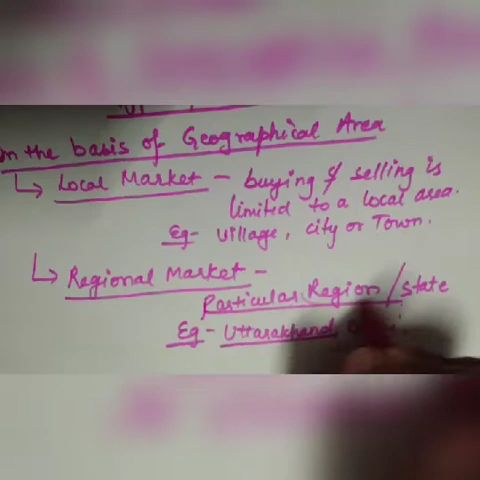 on the basis of Geographical Area
↳ Local Market - buying & selling is
limited to a local area.
Eg- Village, city or Town.
↳ Regional Market -
Particular Region / State
Eg- Uttarakhand